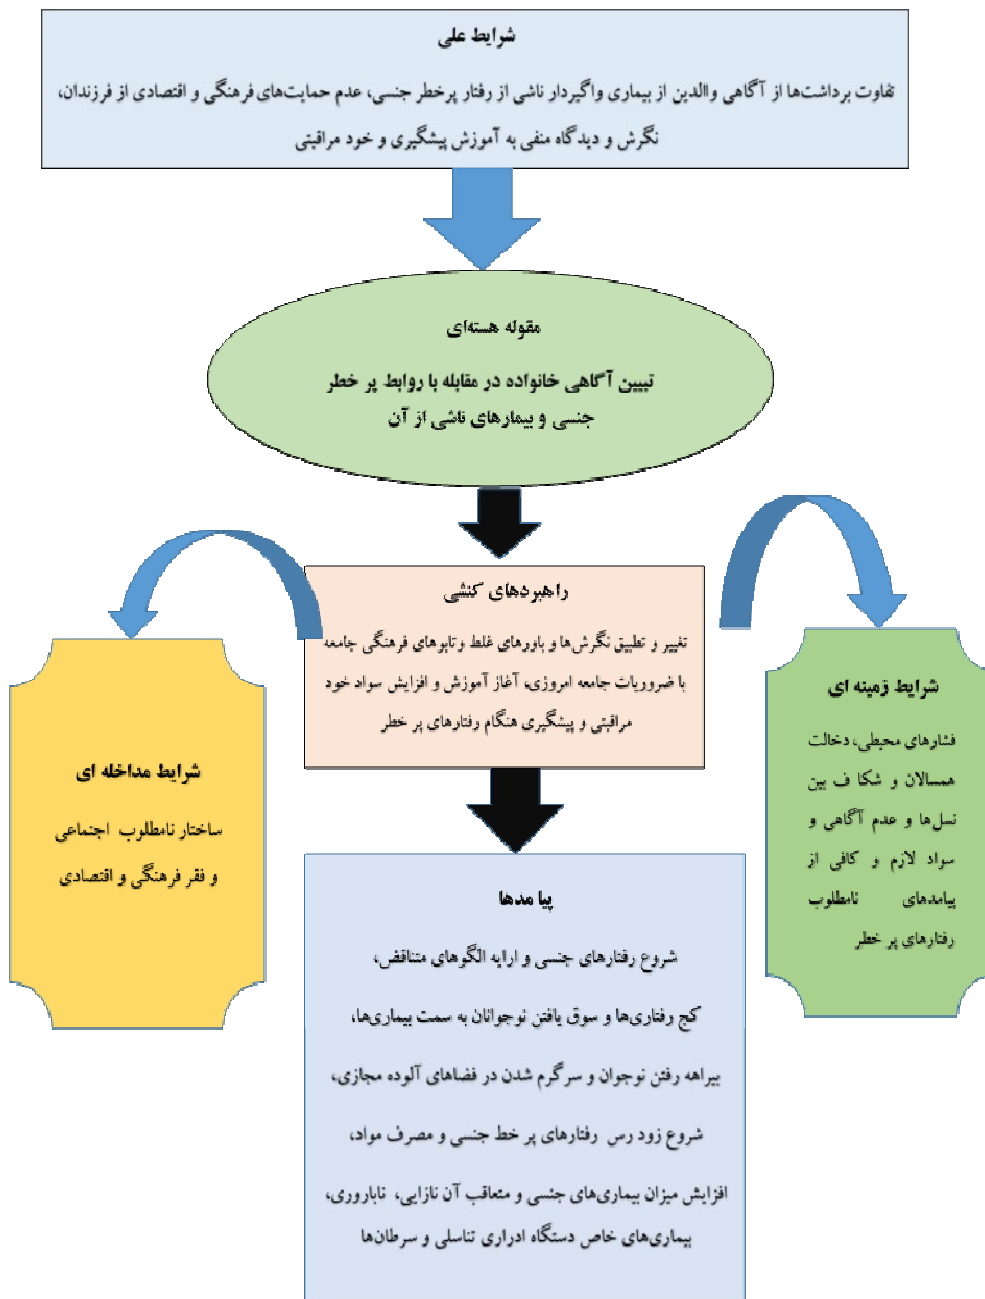 شرایط علی
تفاوت برداشت‌ها از آگاهی والدین از بیماری واگیردار ناشی از رفتار پرخطر جنسی، عدم حمایت‌های فرهنگی و اقتصادی از فرزندان،
نگرش و دیدگاه منفی به آموزش پیشگیری و خود مراقبتی
مقوله هسته‌ای
تبیین آگاهی خانواده در مقابله با روابط پر خطر
جنسی و بیمارهای ناشی از آن
راهبردهای کنشی
تغییر و تطبیق نگرش‌ها و باورهای غلط وتابوهای فرهنگی جامعه
با ضروریات جامعه امروزی، آغاز آموزش و افزایش سواد خود
مراقبتی و پیشگیری هنگام رفتارهای پر خطر
شرایط زمینه ای
فشارهای محیطی، دخالت
همسالان و شکا ف بین
نسل‌ها و عدم آگاهی و
سواد لازم و کافی از
پیامدهای نامطلوب
رفتارهای پر خطر
شرایط مداخله ای
ساختار نامطلوب اجتماعی
و فقر فرهنگی و اقتصادی
پیا مدها
شروع رفتارهای جنسی و ارایه الگوهای متناقض،
کج رفتاری‌ها و سوق یافتن نوجوانان به سمت بیماری‌ها،
بیراهه رفتن نوجوان و سرگرم شدن در فضاهای آلوده مجازی،
شروع زود رس رفتارهای پر خط جنسی و مصرف مواد،
افزایش میزان بیماری‌های جنسی و متعاقب آن نازایی، ناباروری،
بیماری‌های خاص دستگاه ادراری تناسلی و سرطان‌ها